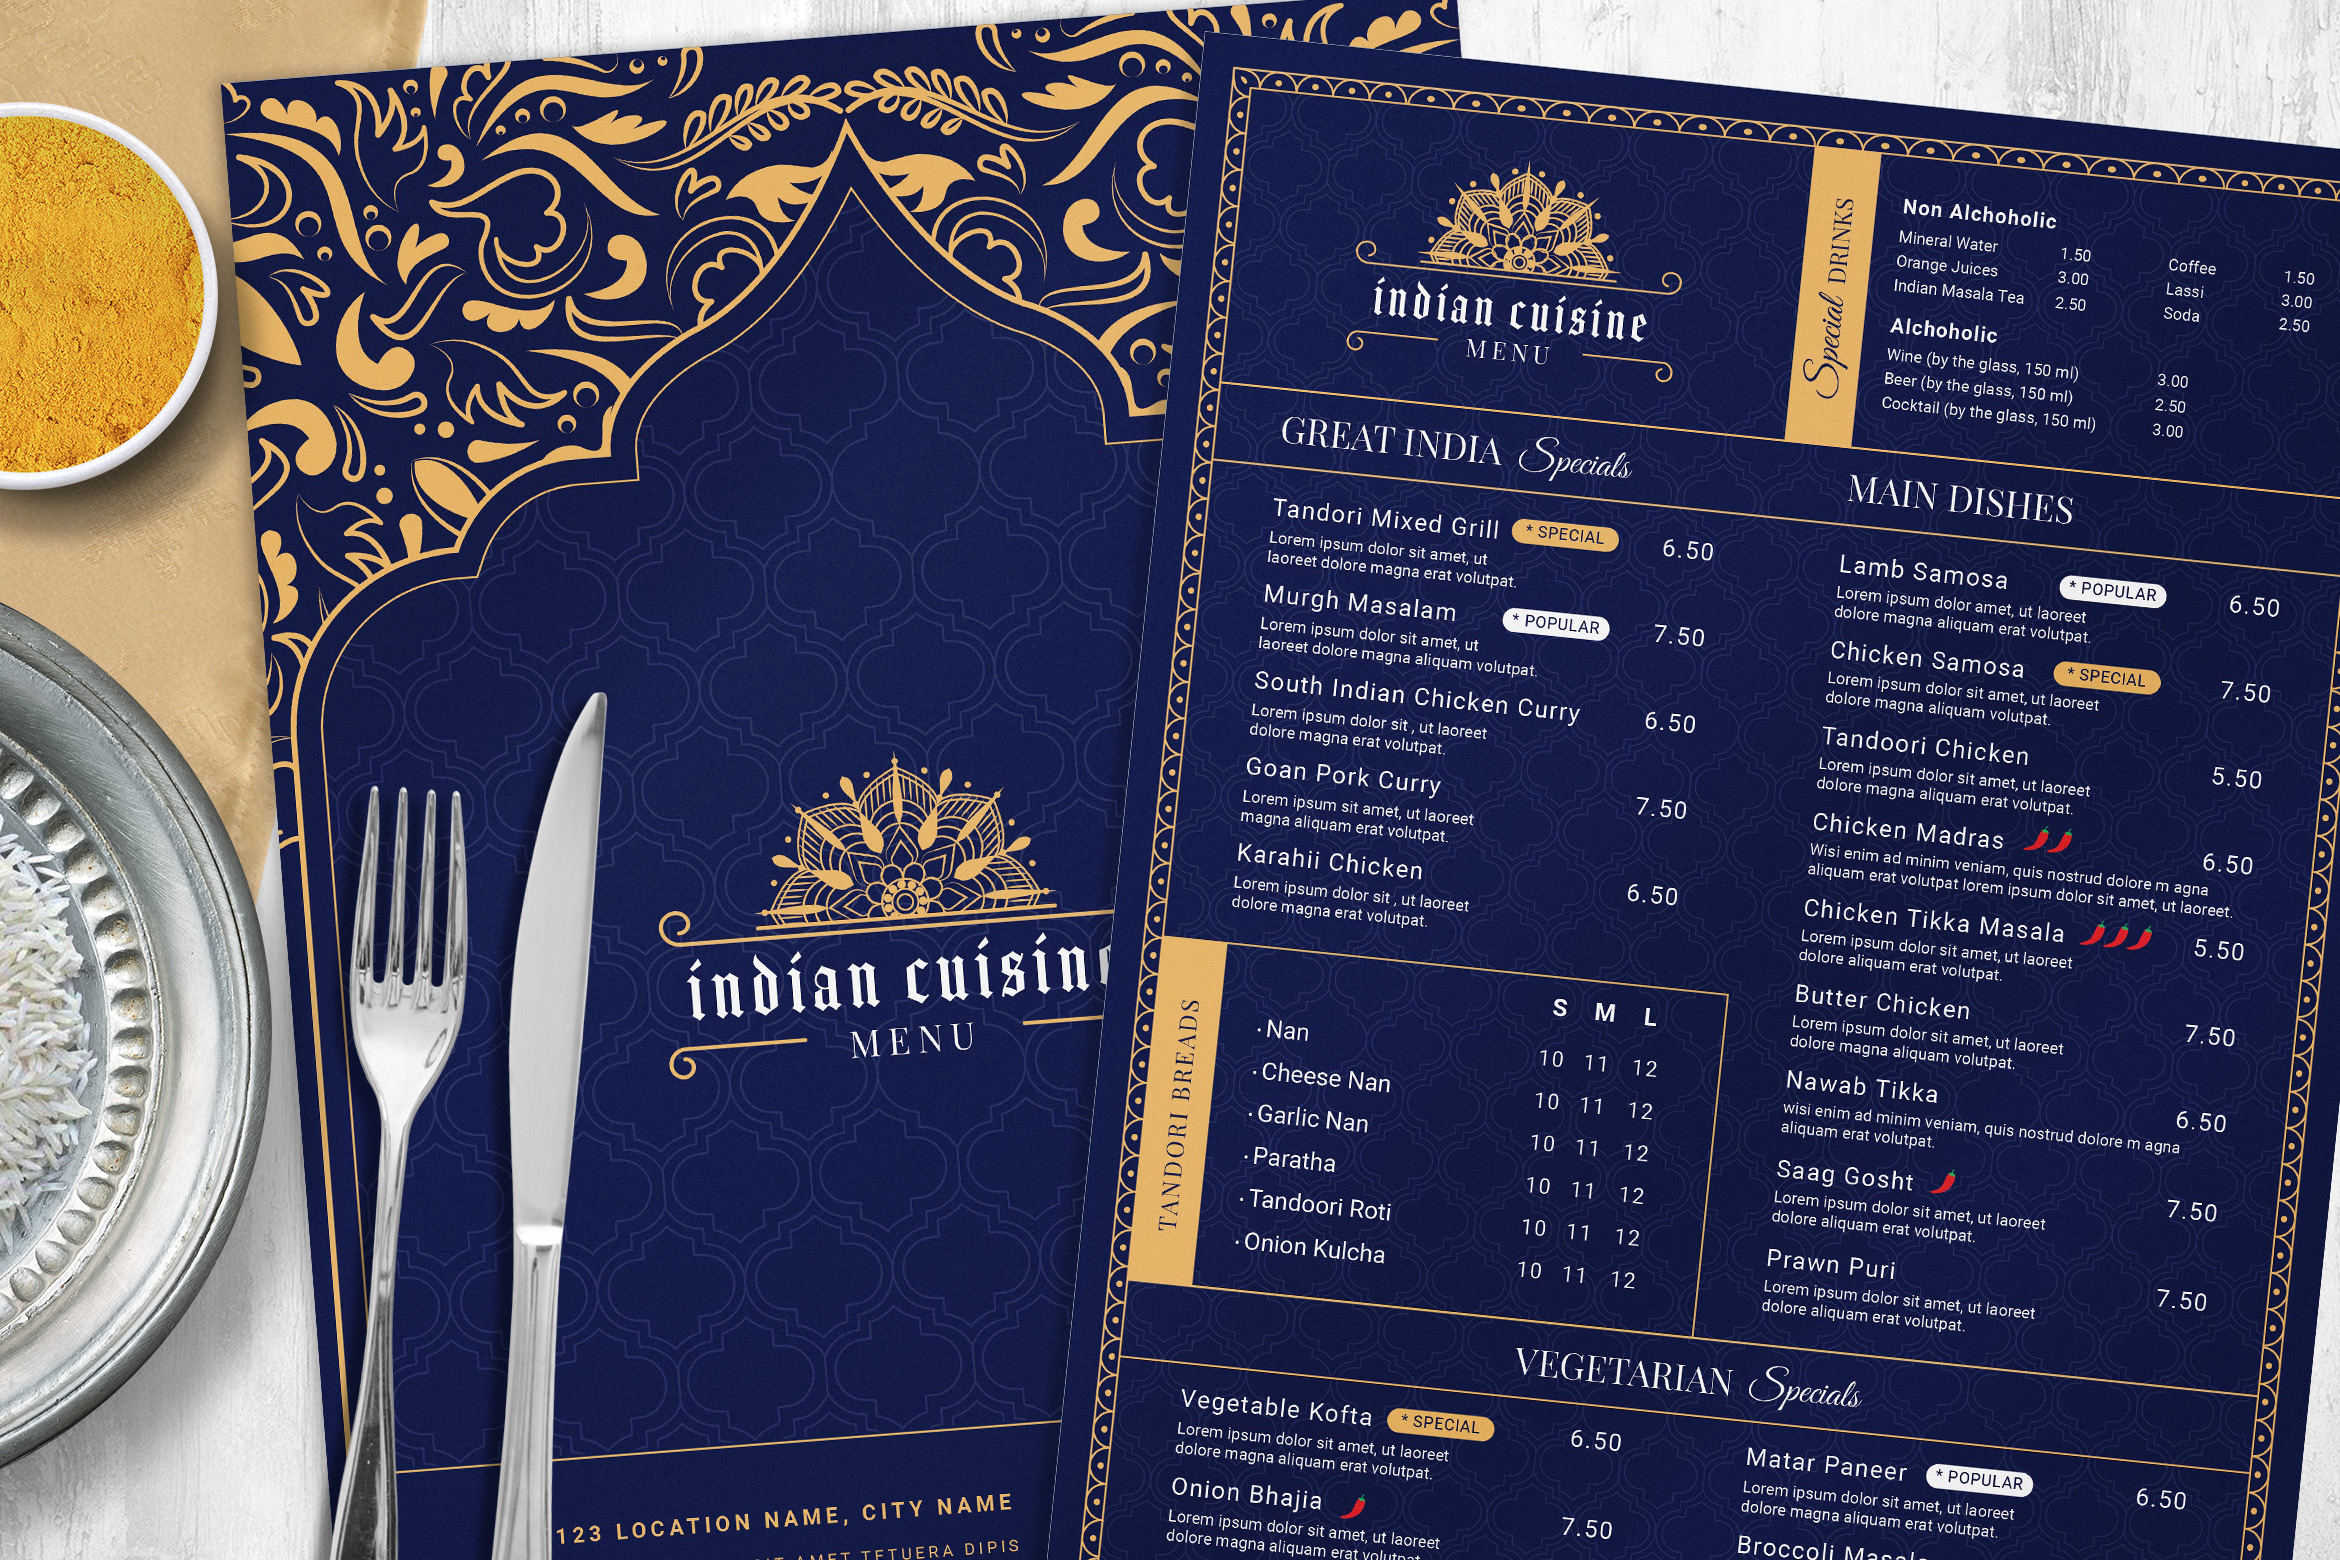 indian cuisine
MENU
123 LOCATION NAME, CITY NAME
AMET TETUERA DIPIS
indian cuisine
MENU
Special DRINKS
Non Alchoholic
Mineral Water 1.50
Orange Juices 3.00
Indian Masala Tea 2.50
Coffee 1.50
Lassi 3.00
Soda 2.50
Alchoholic
Wine (by the glass, 150 ml) 3.00
Beer (by the glass, 150 ml) 2.50
Cocktail (by the glass, 150 ml) 3.00
GREAT INDIA Specials
Tandori Mixed Grill * SPECIAL 6.50
Lorem ipsum dolor sit amet, ut
laoreet dolore magna erat volutpat.
Murgh Masalam * POPULAR 7.50
Lorem ipsum dolor sit amet, ut
laoreet dolore magna aliquam volutpat.
South Indian Chicken Curry 6.50
Lorem ipsum dolor sit , ut laoreet
dolore magna erat volutpat.
Goan Pork Curry 7.50
Lorem ipsum sit amet, ut laoreet
magna aliquam erat volutpat.
Karahii Chicken 6.50
Lorem ipsum dolor sit , ut laoreet
dolore magna erat volutpat.
TANDORI BREADS
S M L
· Nan 10 11 12
· Cheese Nan 10 11 12
· Garlic Nan 10 11 12
· Paratha 10 11 12
· Tandoori Roti 10 11 12
· Onion Kulcha 10 11 12
MAIN DISHES
Lamb Samosa * POPULAR 6.50
Lorem ipsum dolor amet, ut laoreet
dolore magna aliquam erat volutpat.
Chicken Samosa * SPECIAL 7.50
Lorem ipsum dolor sit amet, ut laoreet
dolore magna aliquam volutpat.
Tandoori Chicken 5.50
Lorem ipsum dolor sit amet, ut laoreet
dolore magna aliquam erat volutpat.
Chicken Madras 6.50
Wisi enim ad minim veniam, quis nostrud dolore m agna
aliquam erat volutpat lorem ipsum dolor sit amet, ut laoreet.
Chicken Tikka Masala 5.50
Lorem ipsum dolor sit amet, ut laoreet
dolore aliquam erat volutpat.
Butter Chicken 7.50
Lorem ipsum dolor sit amet, ut laoreet
dolore magna aliquam volutpat.
Nawab Tikka 6.50
wisi enim ad minim veniam, quis nostrud dolore m agna
aliquam erat volutpat.
Saag Gosht 7.50
Lorem ipsum dolor sit amet, ut laoreet
dolore aliquam erat volutpat.
Prawn Puri 7.50
Lorem ipsum dolor sit amet, ut laoreet
dolore aliquam erat volutpat.
VEGETARIAN Specials
Vegetable Kofta * SPECIAL 6.50
Lorem ipsum dolor sit amet, ut laoreet
dolore magna aliquam erat volutpat.
Onion Bhajia 7.50
Lorem ipsum dolor sit amet, ut laoreet
dolore magna aliquam erat volutpat.
Matar Paneer * POPULAR 6.50
Lorem ipsum dolor sit amet, ut laoreet
dolore magna aliquam erat volutpat.
Broccoli Masala